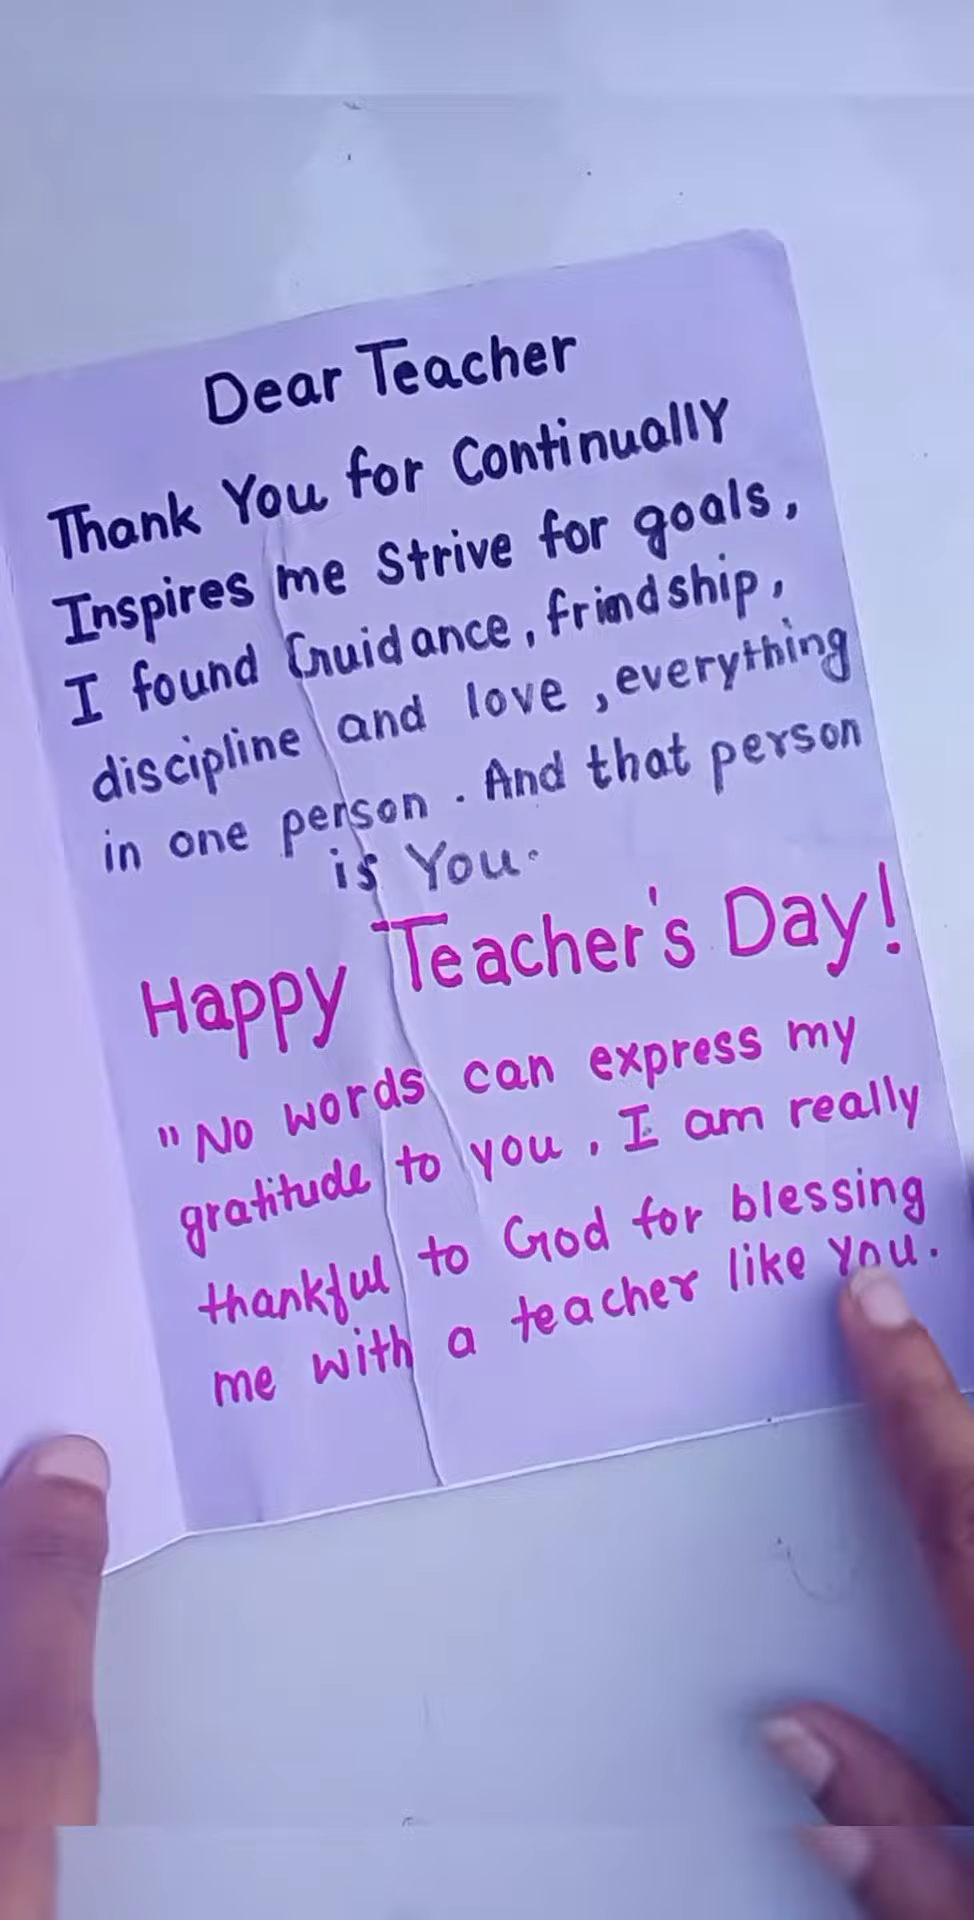 Dear Teacher
Thank You for Continually
Inspires me Strive for goals,
I found Guidance, frindship,
discipline and love, everything
in one person. And that person
is You.
Happy Teacher's Day!
"No words can express my
gratitude to you. I am really
thankful to God for blessing
me with a teacher like you.